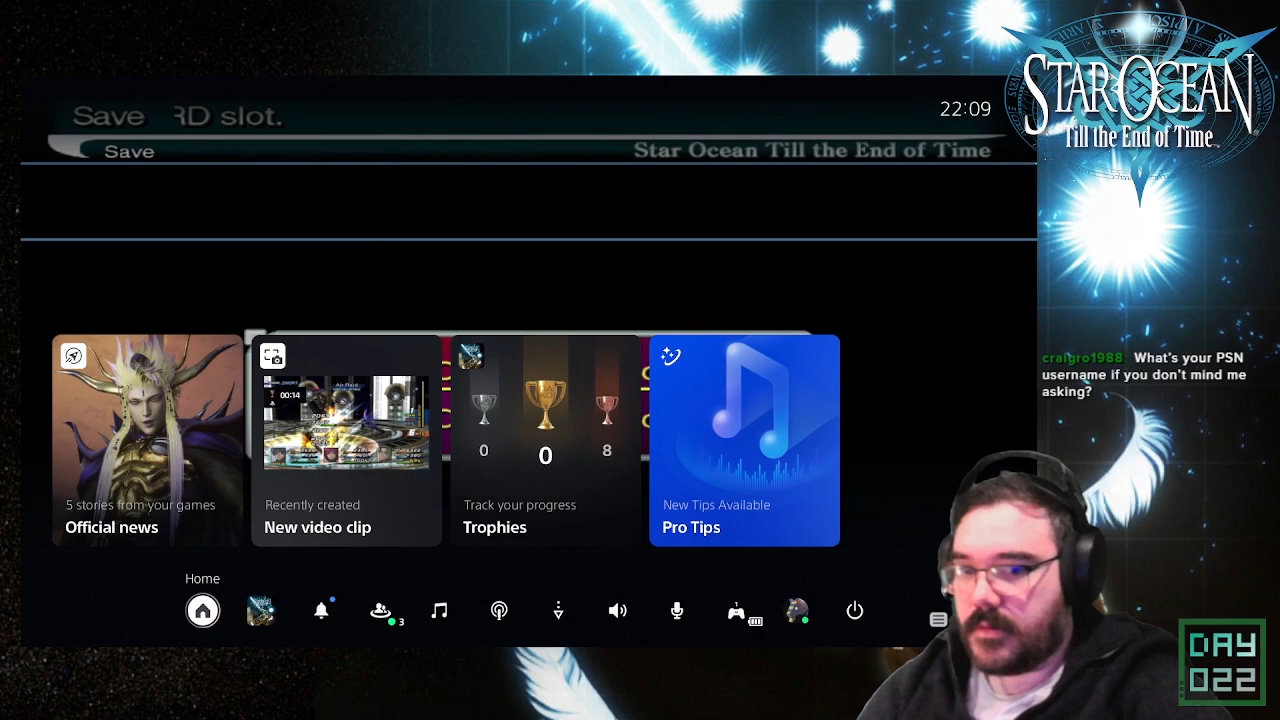 STAR OCEAN
Till the End of Time
22:09
Save RD slot.
Save
Star Ocean Till the End of Time
craigro1988: What's your PSN
username if you don't mind me
asking?
00:14
0
0
8
5 stories from your games
Official news
Recently created
New video clip
Track your progress
Trophies
New Tips Available
Pro Tips
Home
3
1
DAY
022